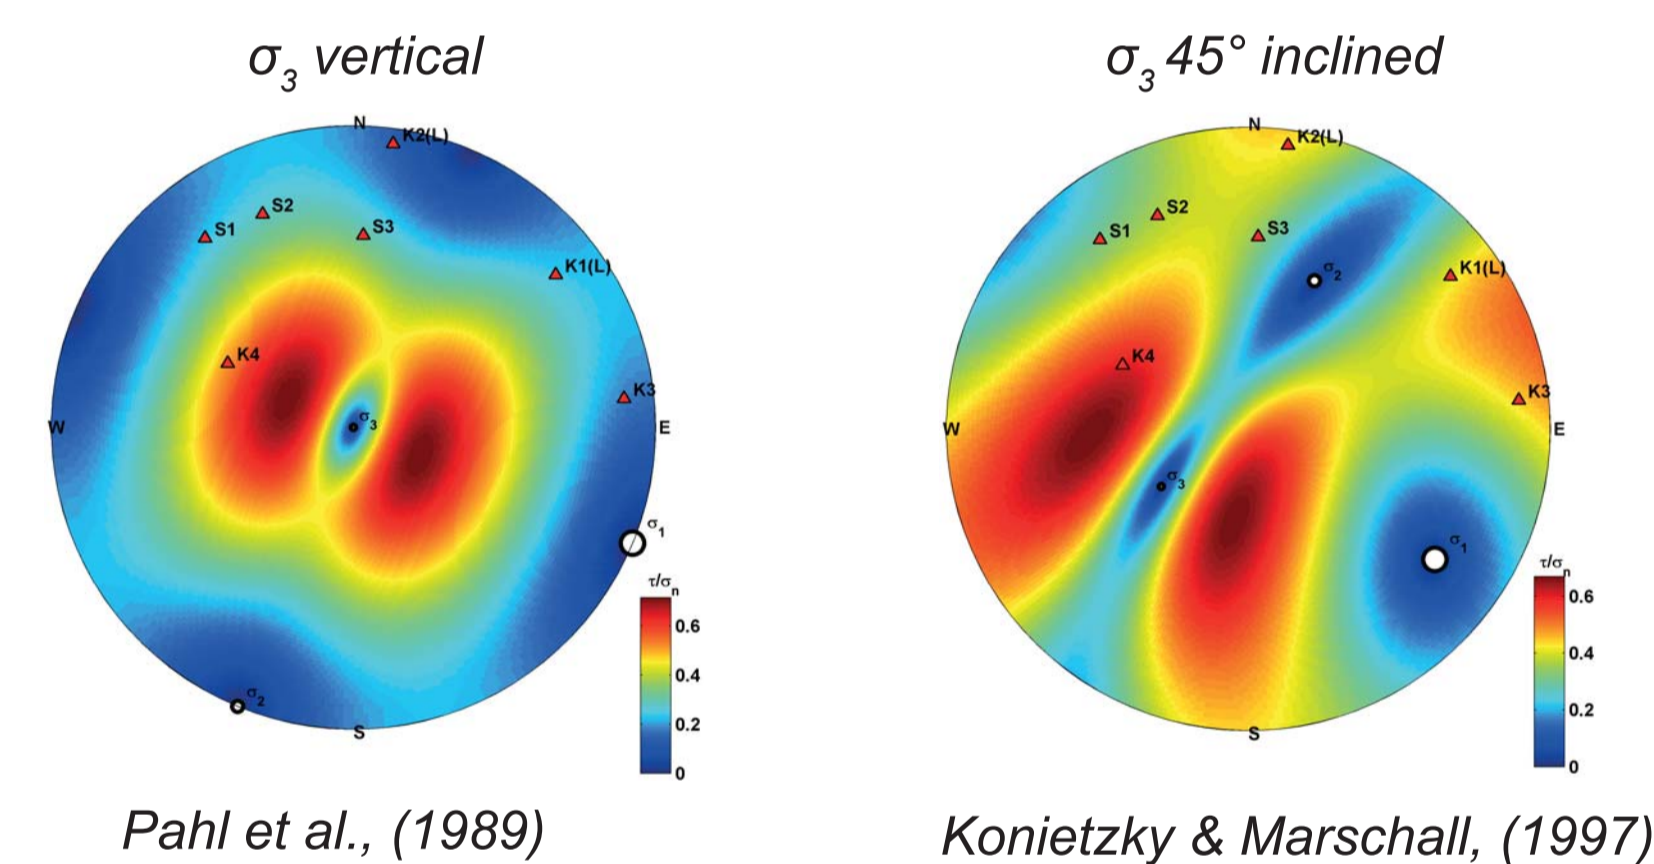 σ3 vertical
N
K2(L)
S2
S1
S3
K1(L)
K4
K3
σ3
W
E
σ1
τ/σn
0.6
0.4
0.2
0
σ2
S
Pahl et al., (1989)
σ3 45° inclined
N
K2(L)
S2
S1
S3
σ2
K1(L)
K4
K3
W
E
σ3
σ1
τ/σn
0.6
0.4
0.2
0
S
Konietzky & Marschall, (1997)